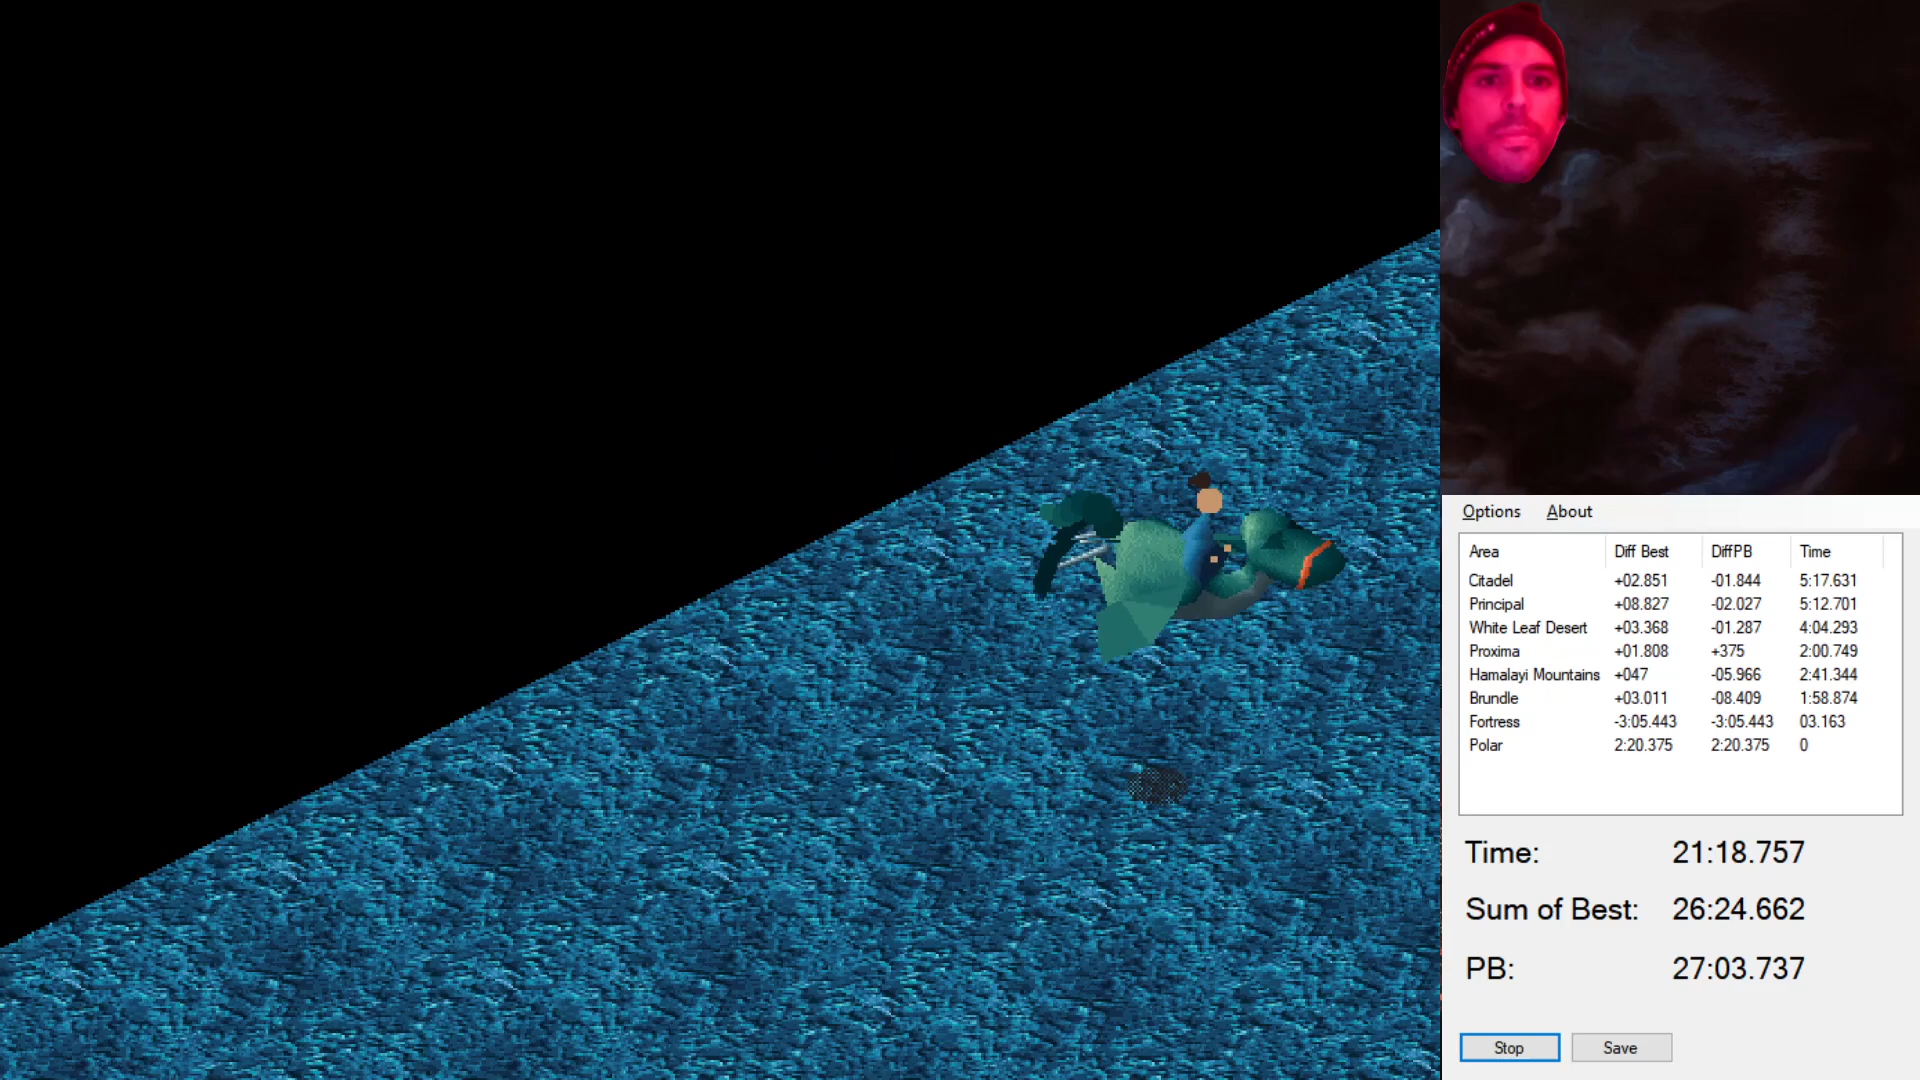 Options About
Area Diff Best DiffPB Time
Citadel +02.851 -01.844 5:17.631
Principal +08.827 -02.027 5:12.701
White Leaf Desert +03.368 -01.287 4:04.293
Proxima +01.808 +375 2:00.749
Hamalayi Mountains +047 -05.966 2:41.344
Brundle +03.011 -08.409 1:58.874
Fortress -3:05.443 -3:05.443 03.163
Polar 2:20.375 2:20.375 0
Time: 21:18.757
Sum of Best: 26:24.662
PB: 27:03.737
Stop Save